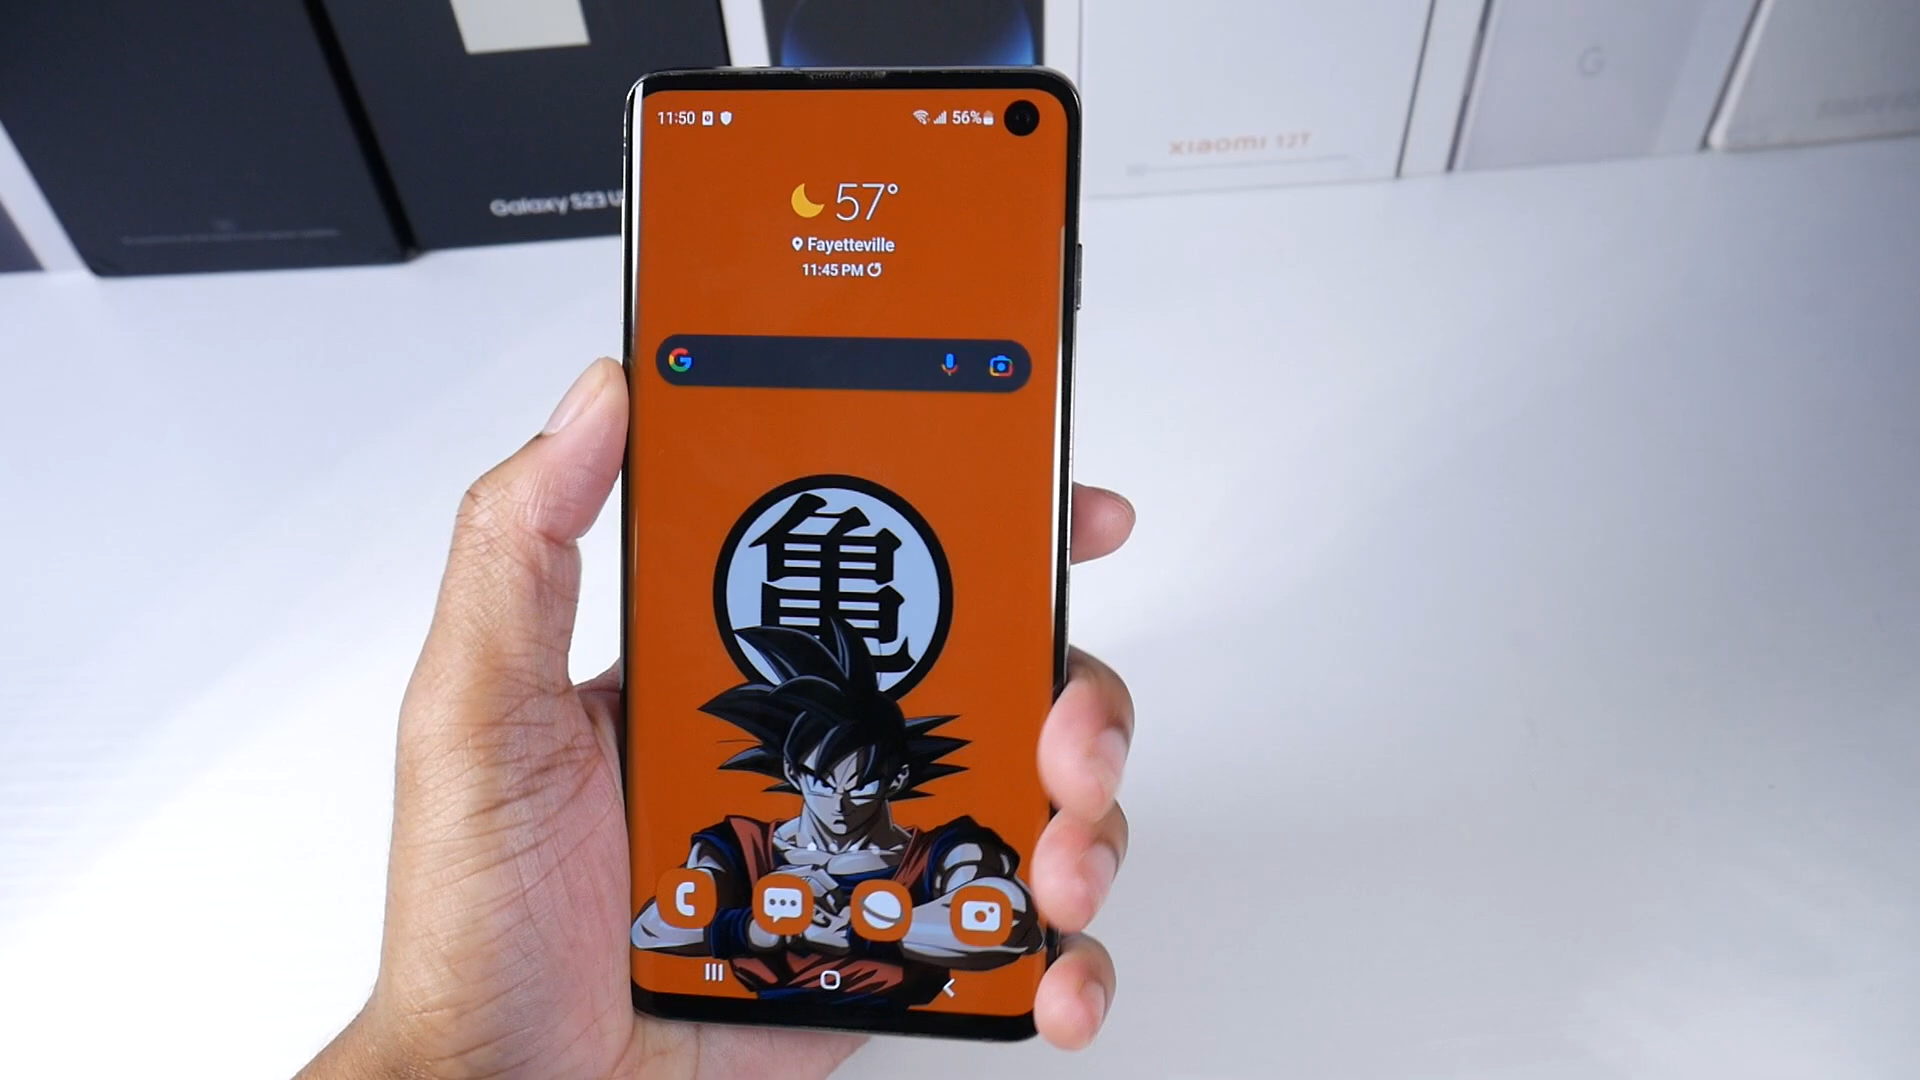 11:50
56%
57°
Fayetteville
11:45 PM
G
亀
Galaxy S23 U
Xiaomi 12T
G